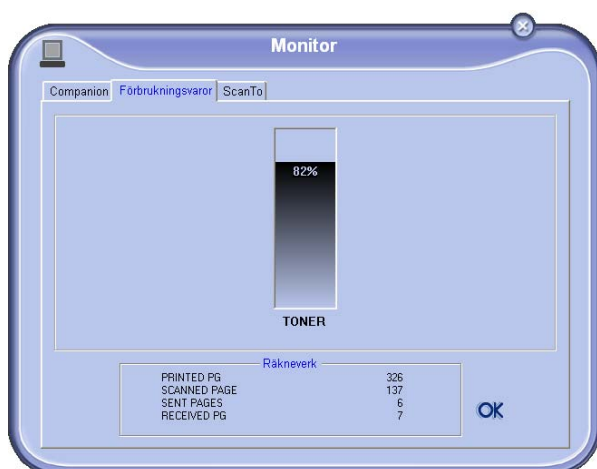 Monitor
Companion Förbrukningsvaror ScanTo
82%
TONER
Räkneverk
PRINTED PG 326
SCANNED PAGE 137
SENT PAGES 6
RECEIVED PG 7
OK